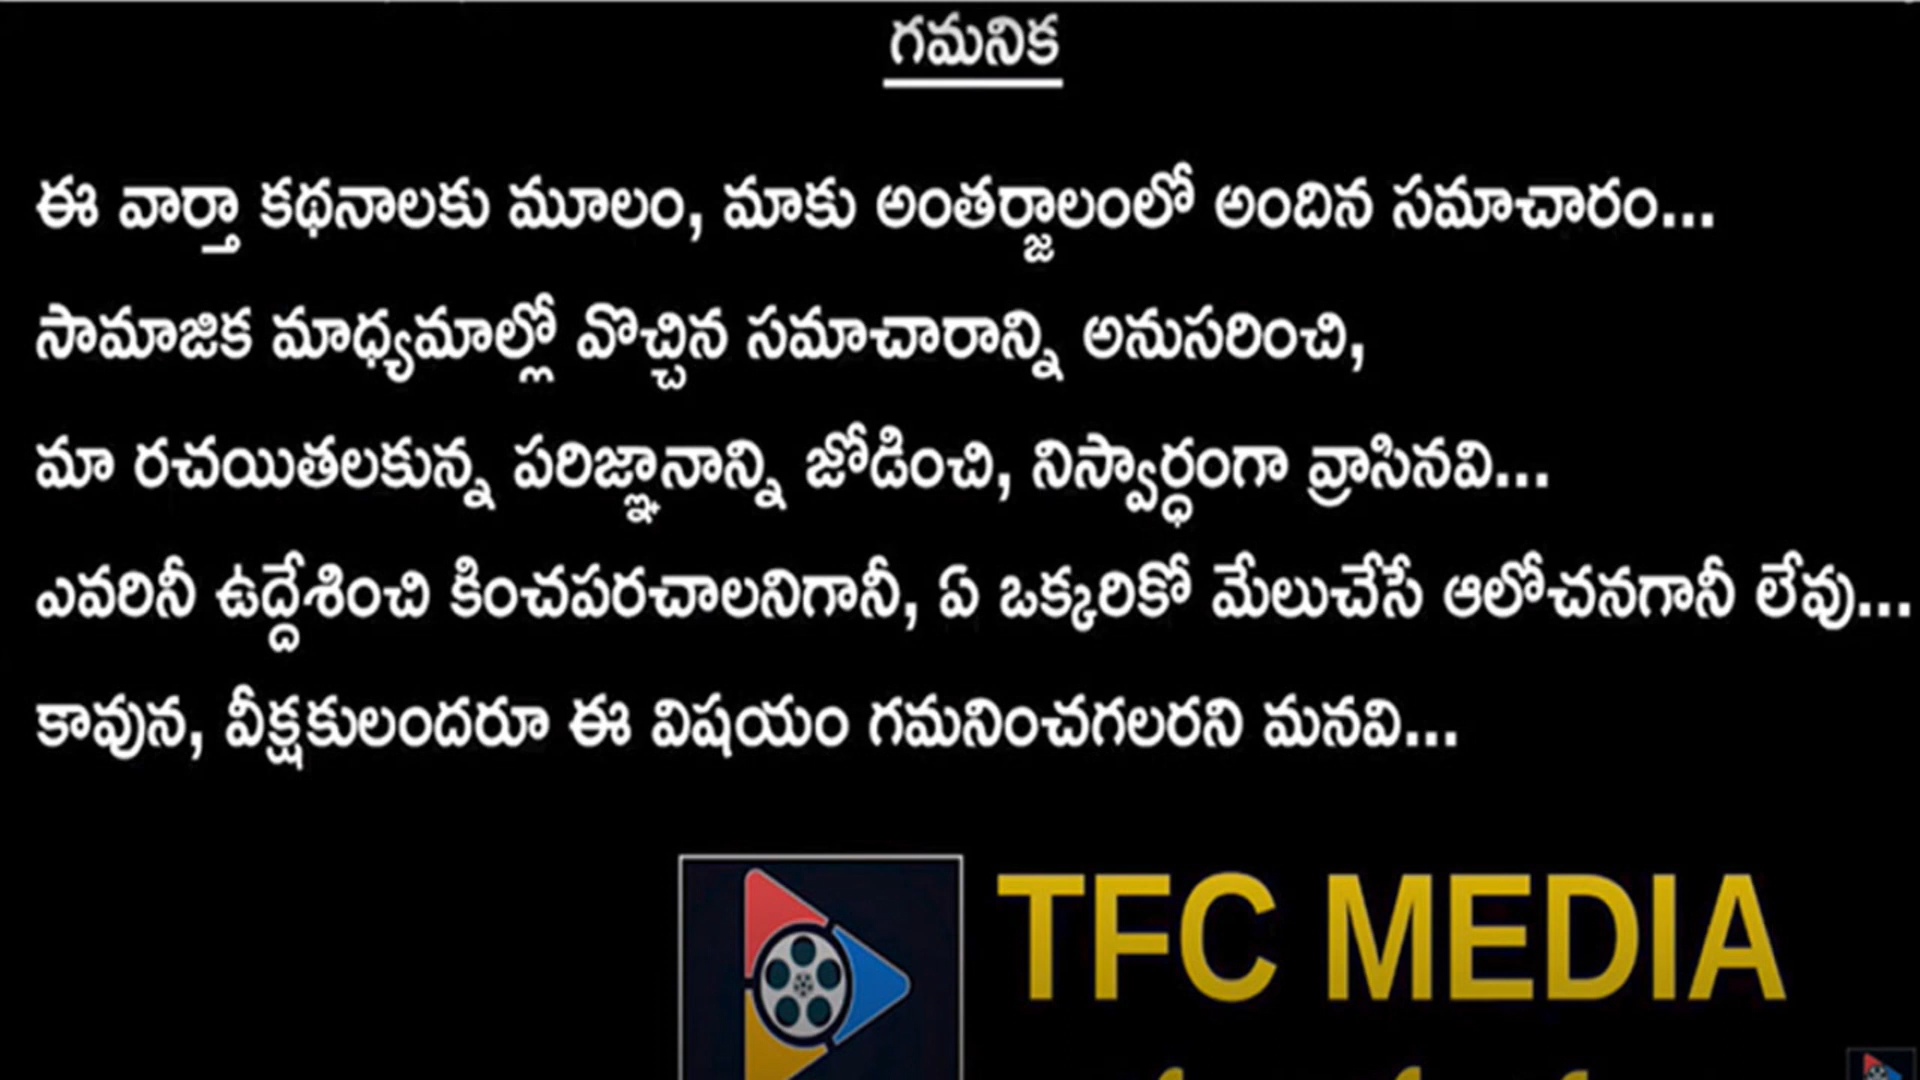 గమనిక
ఈ వార్తా కథనాలకు మూలం, మాకు అంతర్జాలంలో అందిన సమాచారం...
సామాజిక మాధ్యమాల్లో వొచ్చిన సమాచారాన్ని అనుసరించి,
మా రచయితలకున్న పరిజ్ఞానాన్ని జోడించి, నిస్వార్ధంగా వ్రాసినవి...
ఎవరినీ ఉద్దేశించి కించపరచాలనిగానీ, ఏ ఒక్కరికో మేలుచేసే ఆలోచనగానీ లేవు...
కావున, వీక్షకులందరూ ఈ విషయం గమనించగలరని మనవి...
TFC MEDIA